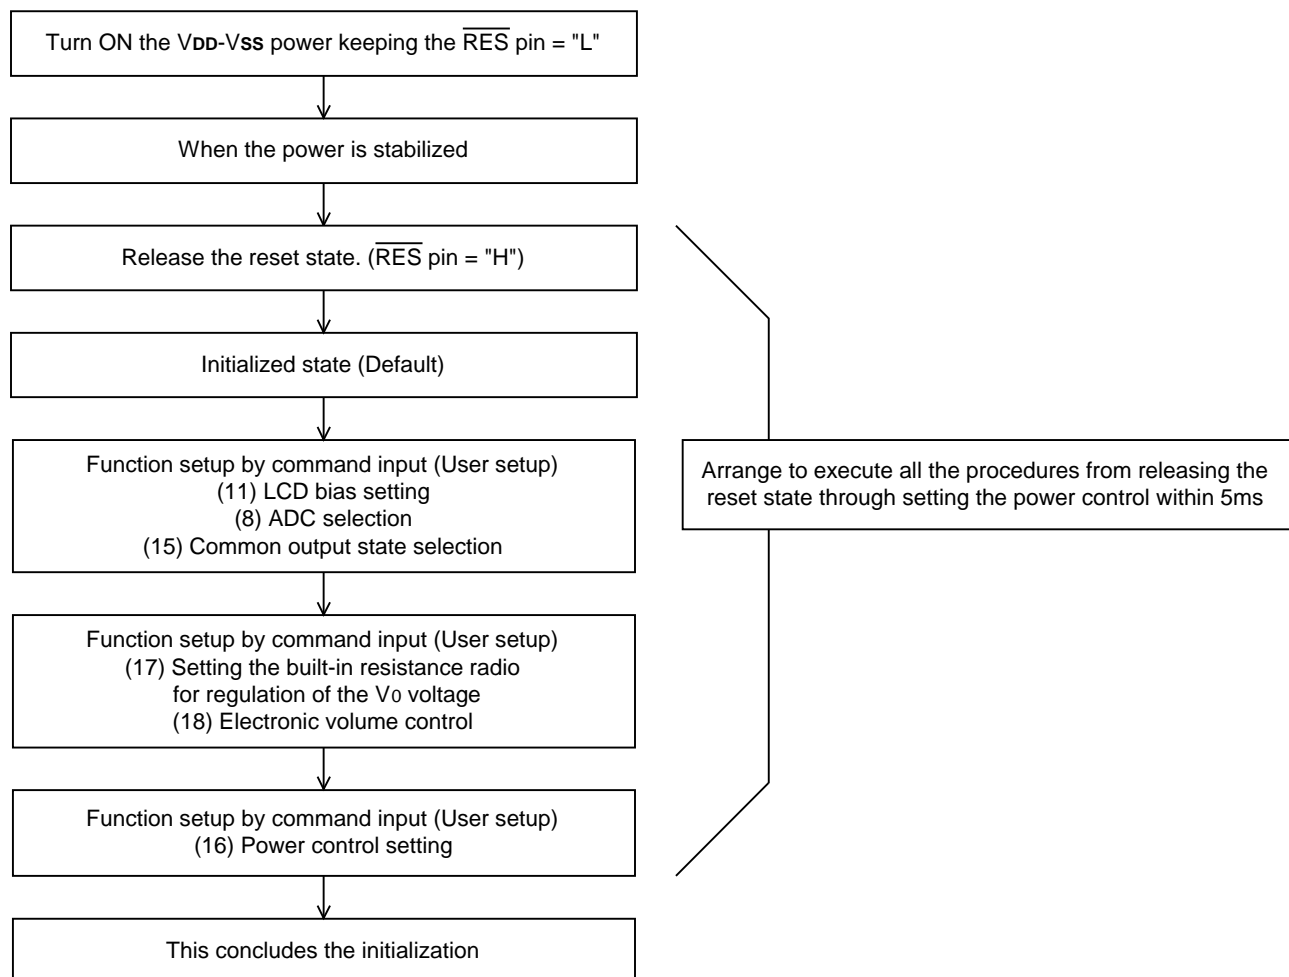 Turn ON the VDD-VSS power keeping the RES pin = "L"
When the power is stabilized
Release the reset state. (RES pin = "H")
Initialized state (Default)
Function setup by command input (User setup)
(11) LCD bias setting
(8) ADC selection
(15) Common output state selection
Arrange to execute all the procedures from releasing the
reset state through setting the power control within 5ms
Function setup by command input (User setup)
(17) Setting the built-in resistance radio
for regulation of the V0 voltage
(18) Electronic volume control
Function setup by command input (User setup)
(16) Power control setting
This concludes the initialization